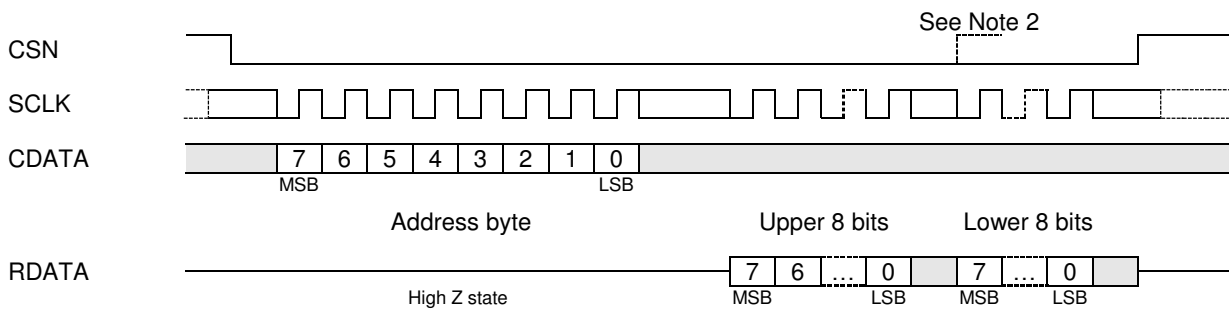 See Note 2
CSN
SCLK
CDATA 7 6 5 4 3 2 1 0
MSB LSB
Address byte Upper 8 bits Lower 8 bits
RDATA 7 6 … 0 7 … 0
High Z state MSB LSB MSB LSB